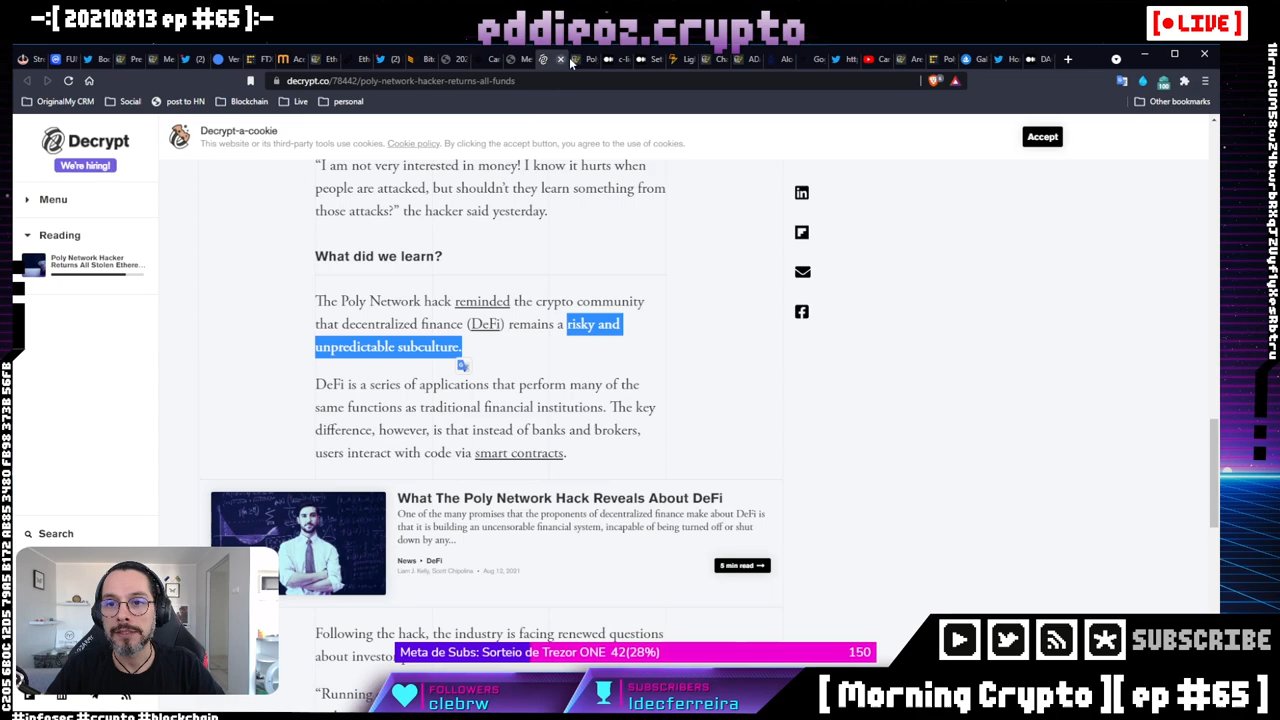 -:[ 20210813 ep #65 ]:-
eddieoz.crypto
[ LIVE ]
decrypt.co/78442/poly-network-hacker-returns-all-funds
OriginalMy CRM
Social
post to HN
Blockchain
Live
personal
Other bookmarks
Decrypt
We're hiring!
Menu
Reading
Poly Network Hacker
Returns All Stolen Ethere...
Search
Decrypt-a-cookie
This website or its third-party tools use cookies. Cookie policy. By clicking the accept button, you agree to the use of cookies.
Accept
“I am not very interested in money! I know it hurts when
people are attacked, but shouldn’t they learn something from
those attacks?” the hacker said yesterday.
What did we learn?
The Poly Network hack reminded the crypto community
that decentralized finance (DeFi) remains a risky and
unpredictable subculture.
DeFi is a series of applications that perform many of the
same functions as traditional financial institutions. The key
difference, however, is that instead of banks and brokers,
users interact with code via smart contracts.
What The Poly Network Hack Reveals About DeFi
One of the many promises that the proponents of decentralized finance make about DeFi is
that it is building an uncensorable financial system, incapable of being turned off or shut
down by any...
News • DeFi
Liam J. Kelly, Scott Chipolina • Aug 13, 2021
5 min read →
Following the hack, the industry is facing renewed questions
about investo
“Running
Meta de Subs: Sorteio de Trezor ONE 42(28%)
150
FOLLOWERS
clebrw
SUBSCRIBERS
ldecferreira
SUBSCRIBE
[ Morning Crypto ][ ep #65 ]
#infosec #crypto #blockchain